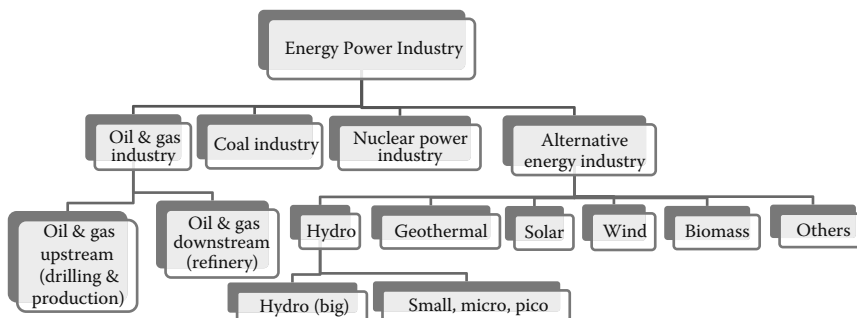 Energy Power Industry
Oil & gas
industry
Coal industry
Nuclear power
industry
Alternative
energy industry
Oil & gas
upstream
(drilling &
production)
Oil & gas
downstream
(refinery)
Hydro
Geothermal
Solar
Wind
Biomass
Others
Hydro (big)
Small, micro, pico